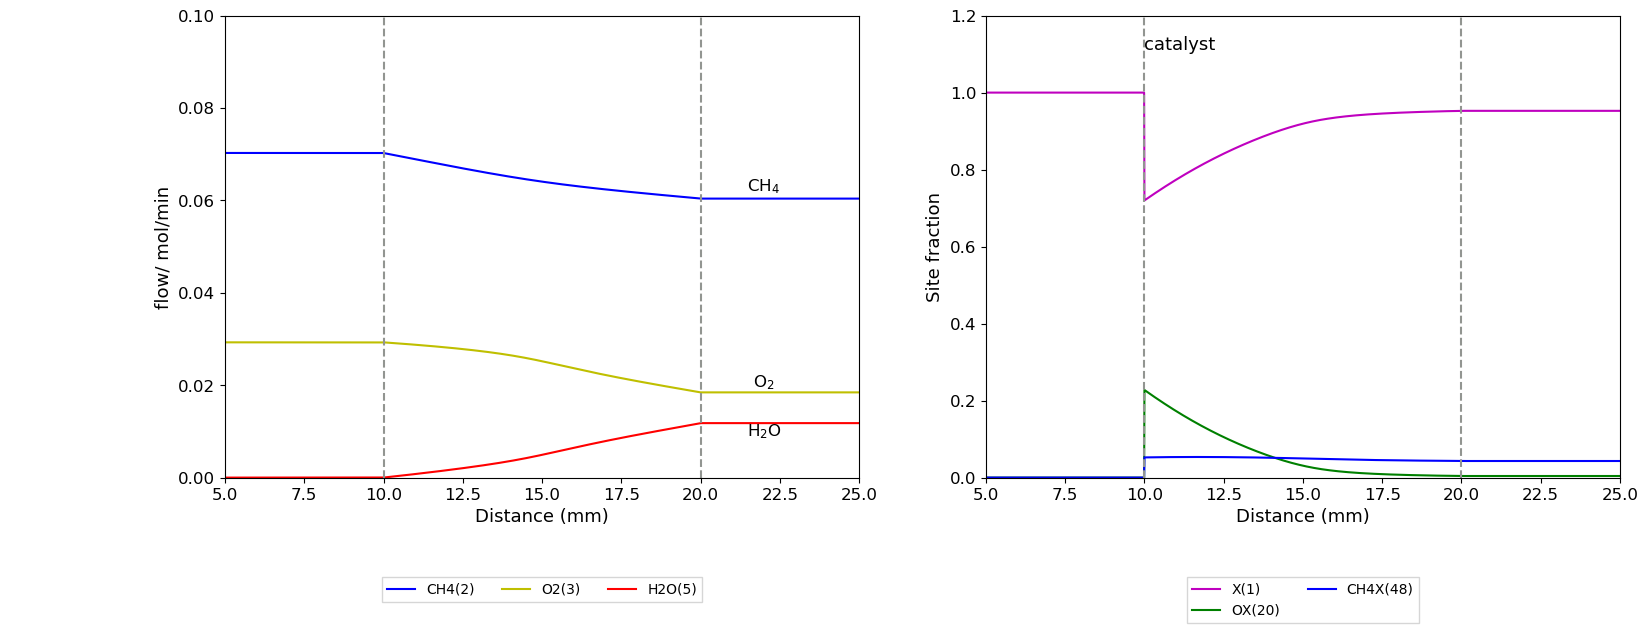 0.10
0.08
0.06
0.04
0.02
0.00
flow/ mol/min
CH₄
O₂
H₂O
5.0 7.5 10.0 12.5 15.0 17.5 20.0 22.5 25.0
Distance (mm)
CH4(2) O2(3) H2O(5)
1.2
1.0
0.8
0.6
0.4
0.2
0.0
Site fraction
catalyst
5.0 7.5 10.0 12.5 15.0 17.5 20.0 22.5 25.0
Distance (mm)
X(1) CH4X(48)
OX(20)